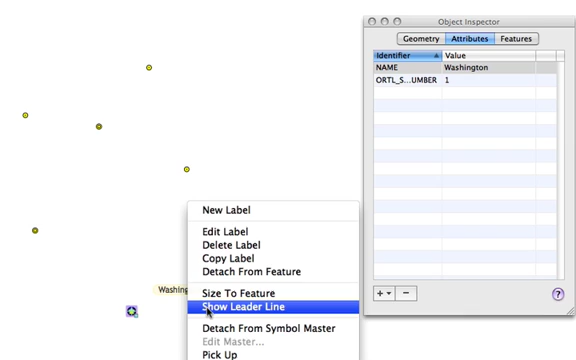 Object Inspector
Geometry Attributes Features
Identifier Value
NAME Washington
ORTL_S...UMBER 1
+ − ?
New Label
Edit Label
Delete Label
Copy Label
Detach From Feature
Washing
Size To Feature
Show Leader Line
Detach From Symbol Master
Edit Master...
Pick Up